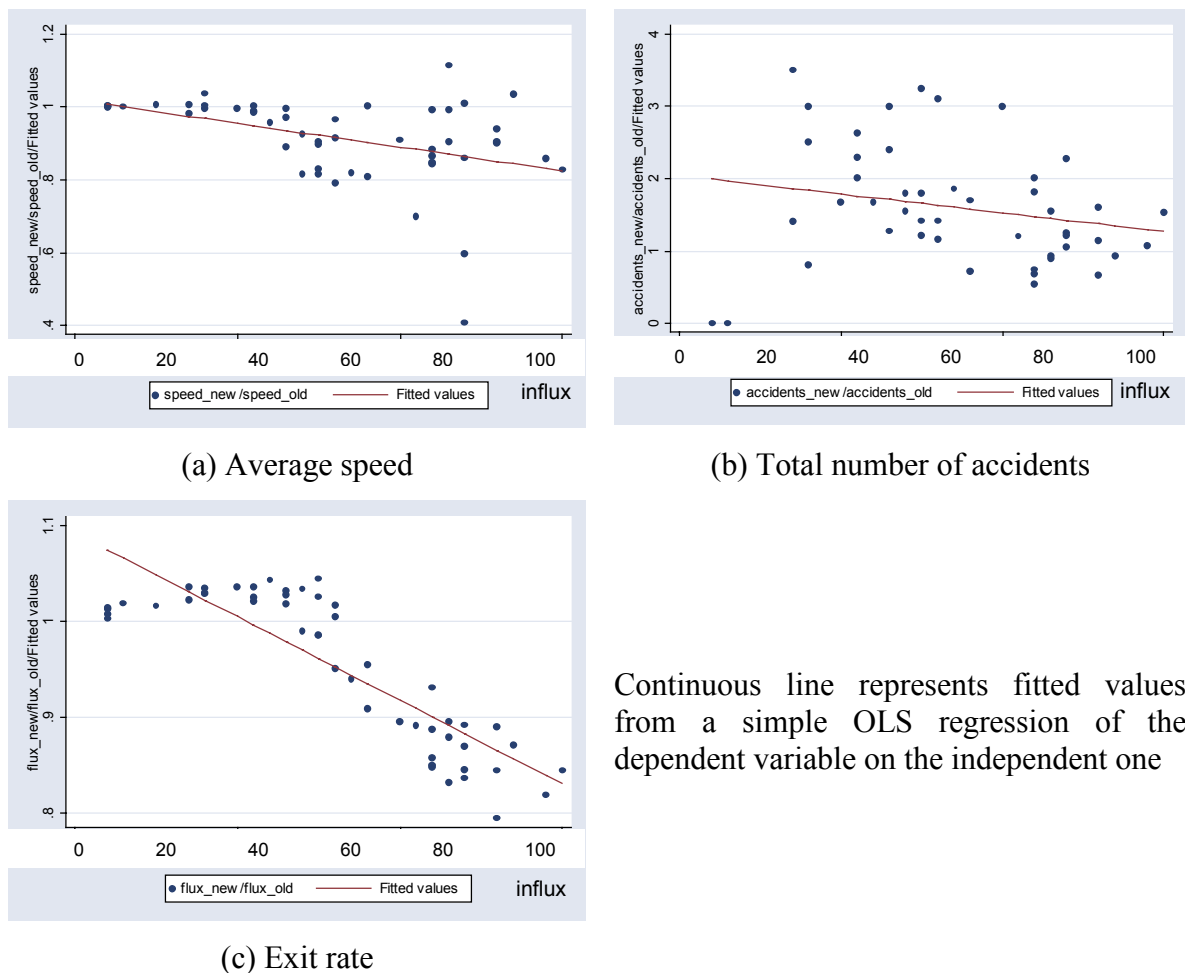 speed_new/speed_old/Fitted values
1.2
1
.8
.6
.4
0 20 40 60 80 100
speed_new /speed_old Fitted values influx
(a) Average speed
accidents_new/accidents_old/Fitted values
4
3
2
1
0
0 20 40 60 80 100
accidents_new /accidents_old Fitted values influx
(b) Total number of accidents
flux_new/flux_old/Fitted values
1.1
1
.9
.8
0 20 40 60 80 100
flux_new /flux_old Fitted values influx
(c) Exit rate
Continuous line represents fitted values
from a simple OLS regression of the
dependent variable on the independent one